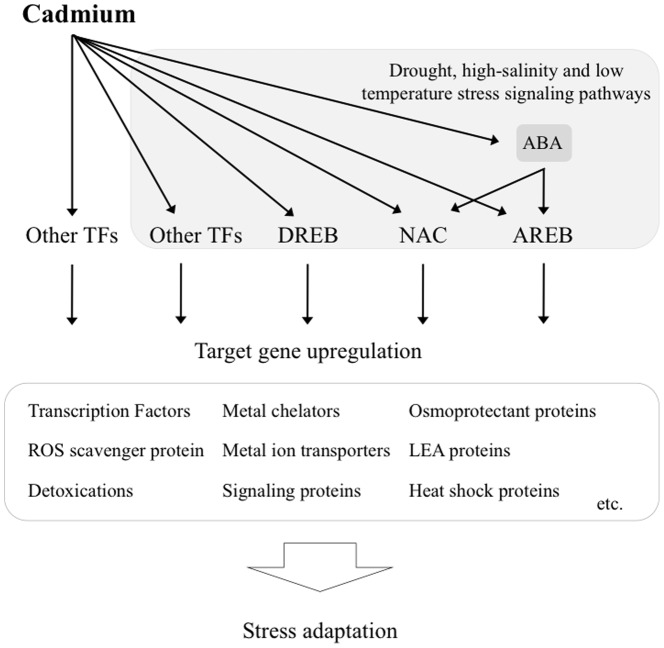 Cadmium
Drought, high-salinity and low
temperature stress signaling pathways
ABA
Other TFs
Other TFs
DREB
NAC
AREB
Target gene upregulation
Transcription Factors
Metal chelators
Osmoprotectant proteins
ROS scavenger protein
Metal ion transporters
LEA proteins
Detoxications
Signaling proteins
Heat shock proteins
etc.
Stress adaptation